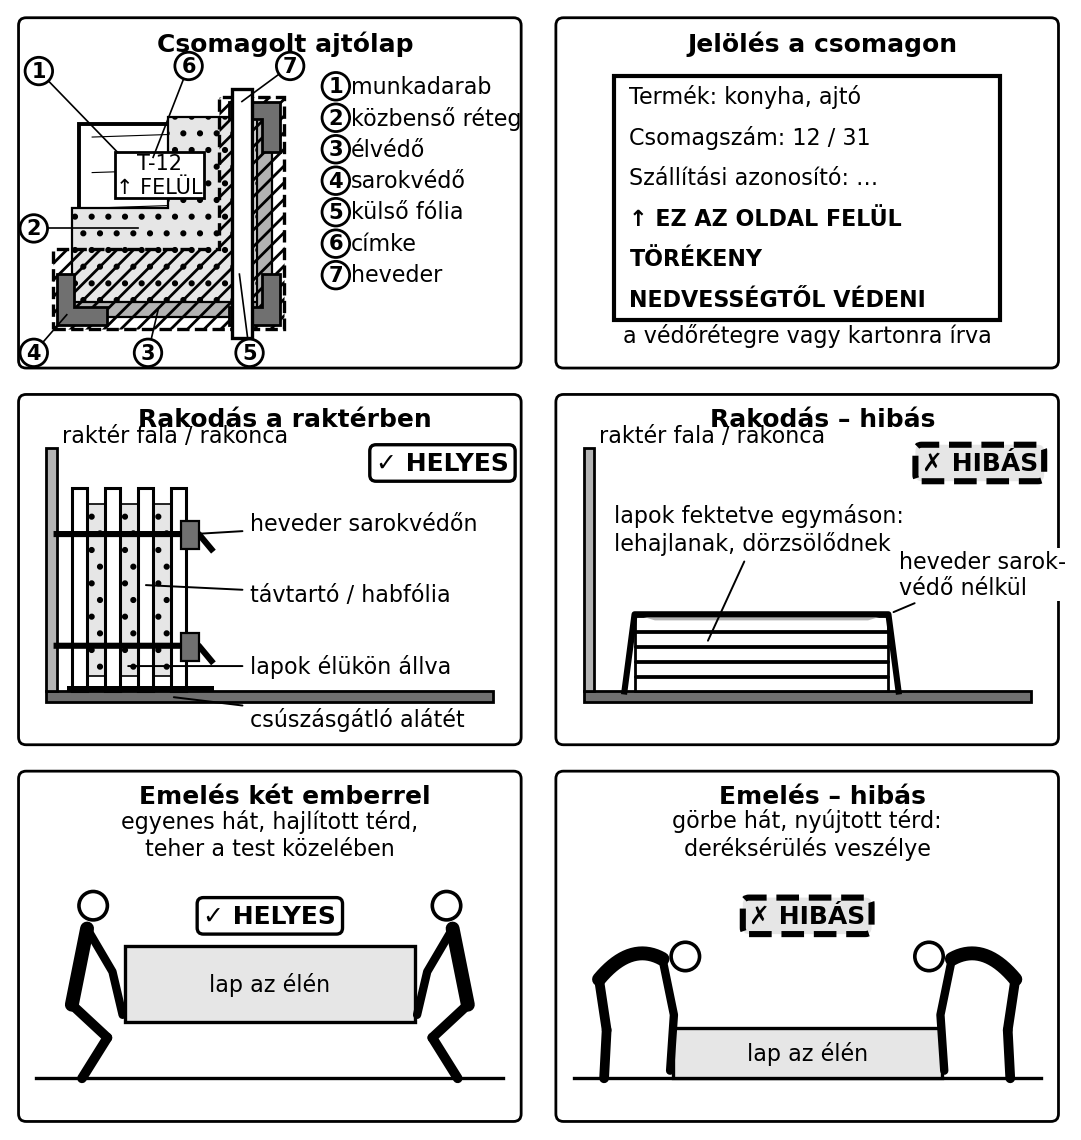 Csomagolt ajtólap
1
6
7
T-12
↑ FELÜL
2
4
3
5
1 munkadarab
2 közbenső réteg
3 élvédő
4 sarokvédő
5 külső fólia
6 címke
7 heveder
Jelölés a csomagon
Termék: konyha, ajtó
Csomagszám: 12 / 31
Szállítási azonosító: …
↑ EZ AZ OLDAL FELÜL
TÖRÉKENY
NEDVESSÉGTŐL VÉDENI
a védőrétegre vagy kartonra írva
Rakodás a raktérben
raktér fala / rakonca
✓ HELYES
heveder sarokvédőn
távtartó / habfólia
lapok élükön állva
csúszásgátló alátét
Rakodás – hibás
raktér fala / rakonca
✗ HIBÁS
lapok fektetve egymáson:
lehajlanak, dörzsölődnek
heveder sarok-
védő nélkül
Emelés két emberrel
egyenes hát, hajlított térd,
teher a test közelében
✓ HELYES
lap az élén
Emelés – hibás
görbe hát, nyújtott térd:
deréksérülés veszélye
✗ HIBÁS
lap az élén